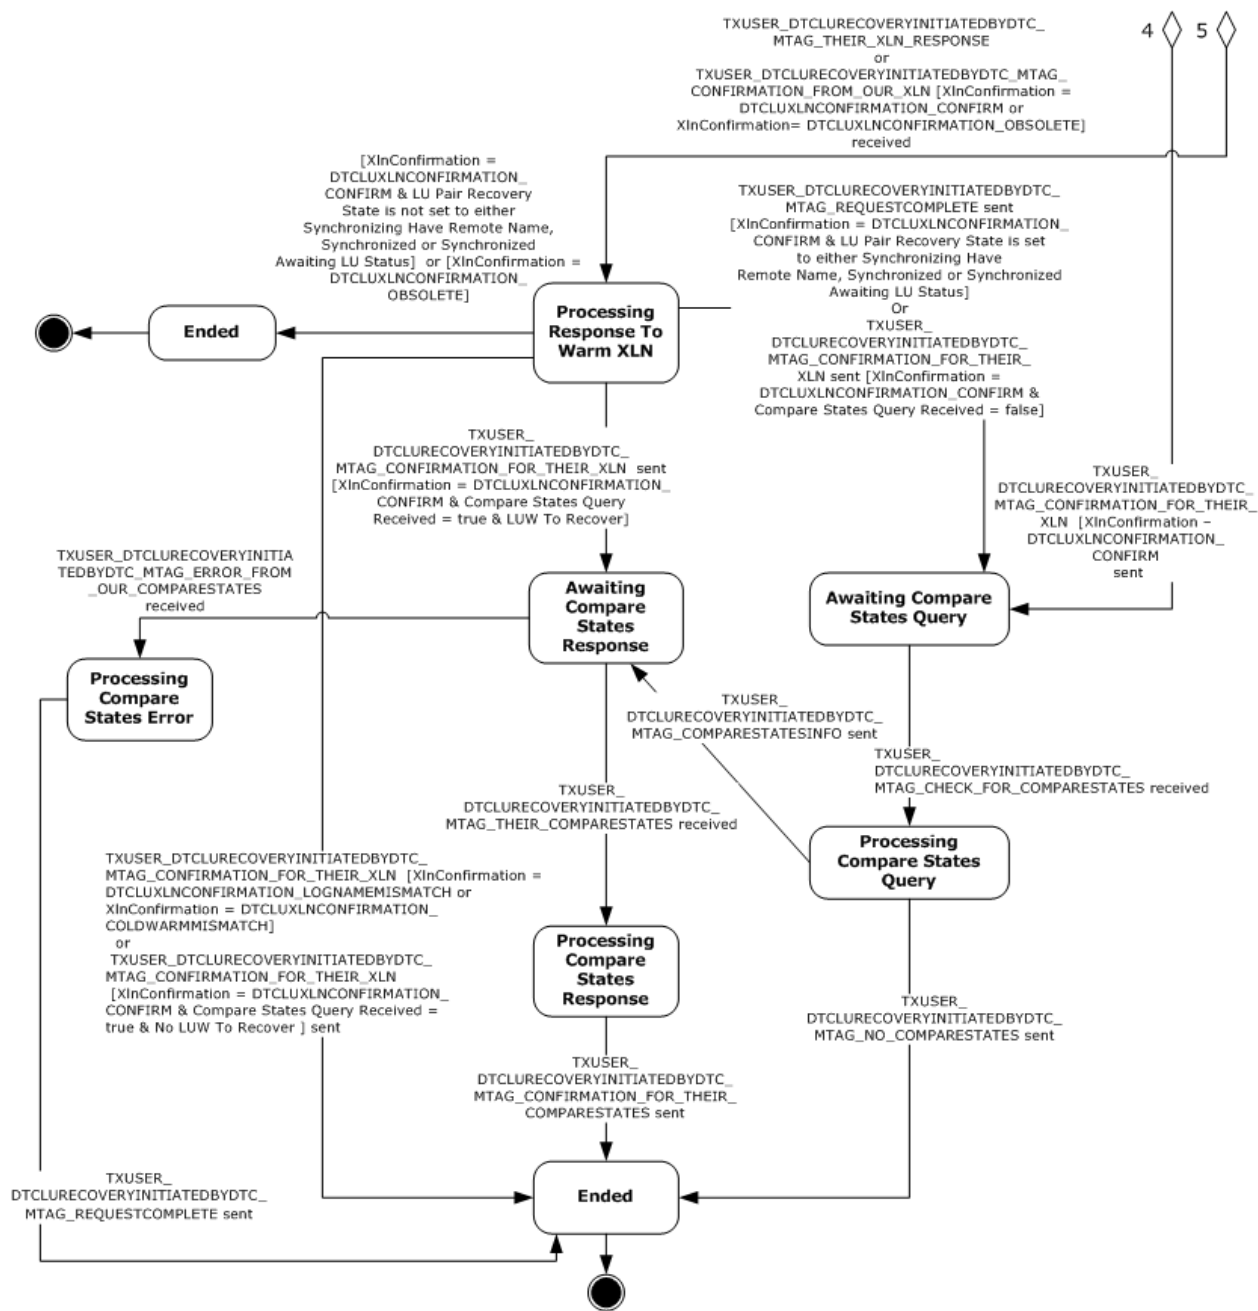 TXUSER_DTCLURECOVERYINITIATEDBYDTC_
MTAG_THEIR_XLN_RESPONSE
or
TXUSER_DTCLURECOVERYINITIATEDBYDTC_MTAG_
CONFIRMATION_FROM_OUR_XLN [XlnConfirmation =
DTCLUXLNCONFIRMATION_CONFIRM or
XlnConfirmation= DTCLUXLNCONFIRMATION_OBSOLETE]
received
4
5
[XlnConfirmation =
DTCLUXLNCONFIRMATION_
CONFIRM & LU Pair Recovery
State is not set to either
Synchronizing Have Remote Name,
Synchronized or Synchronized
Awaiting LU Status]  or [XlnConfirmation =
DTCLUXLNCONFIRMATION_
OBSOLETE]
TXUSER_DTCLURECOVERYINITIATEDBYDTC_
MTAG_REQUESTCOMPLETE sent
[XlnConfirmation = DTCLUXLNCONFIRMATION_
CONFIRM & LU Pair Recovery State is set
to either Synchronizing Have
Remote Name, Synchronized or Synchronized
Awaiting LU Status]
Or
TXUSER_
DTCLURECOVERYINITIATEDBYDTC_
MTAG_CONFIRMATION_FOR_THEIR_
XLN sent [XlnConfirmation =
DTCLUXLNCONFIRMATION_CONFIRM &
Compare States Query Received = false]
Ended
Processing
Response To
Warm XLN
TXUSER_
DTCLURECOVERYINITIATEDBYDTC_
MTAG_CONFIRMATION_FOR_THEIR_XLN  sent
[XlnConfirmation = DTCLUXLNCONFIRMATION_
CONFIRM & Compare States Query
Received = true & LUW To Recover]
TXUSER_
DTCLURECOVERYINITIATEDBYDTC_
MTAG_CONFIRMATION_FOR_THEIR_
XLN  [XlnConfirmation –
DTCLUXLNCONFIRMATION_
CONFIRM
sent
TXUSER_DTCLURECOVERYINITIA
TEDBYDTC_MTAG_ERROR_FROM
_OUR_COMPARESTATES
received
Awaiting
Compare
States
Response
Awaiting Compare
States Query
Processing
Compare
States Error
TXUSER_
DTCLURECOVERYINITIATEDBYDTC_
MTAG_COMPARESTATESINFO sent
TXUSER_
DTCLURECOVERYINITIATEDBYDTC_
MTAG_CHECK_FOR_COMPARESTATES received
TXUSER_
DTCLURECOVERYINITIATEDBYDTC_
MTAG_THEIR_COMPARESTATES received
Processing
Compare States
Query
TXUSER_DTCLURECOVERYINITIATEDBYDTC_
MTAG_CONFIRMATION_FOR_THEIR_XLN  [XlnConfirmation =
DTCLUXLNCONFIRMATION_LOGNAMEMISMATCH or
XlnConfirmation = DTCLUXLNCONFIRMATION_
COLDWARMMISMATCH]
or
TXUSER_DTCLURECOVERYINITIATEDBYDTC_
MTAG_CONFIRMATION_FOR_THEIR_XLN
[XlnConfirmation = DTCLUXLNCONFIRMATION_
CONFIRM & Compare States Query Received =
true & No LUW To Recover ] sent
Processing
Compare
States
Response
TXUSER_
DTCLURECOVERYINITIATEDBYDTC_
MTAG_NO_COMPARESTATES sent
TXUSER_
DTCLURECOVERYINITIATEDBYDTC_
MTAG_CONFIRMATION_FOR_THEIR_
COMPARESTATES sent
TXUSER_
DTCLURECOVERYINITIATEDBYDTC_
MTAG_REQUESTCOMPLETE sent
Ended